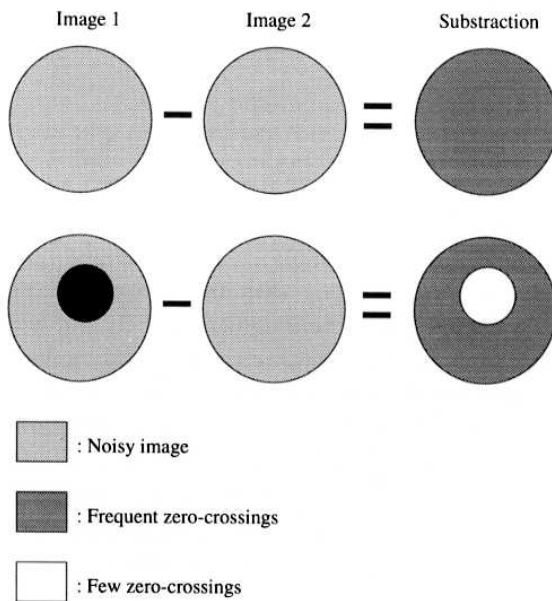 Image 1 Image 2 Substraction
: Noisy image
: Frequent zero-crossings
: Few zero-crossings